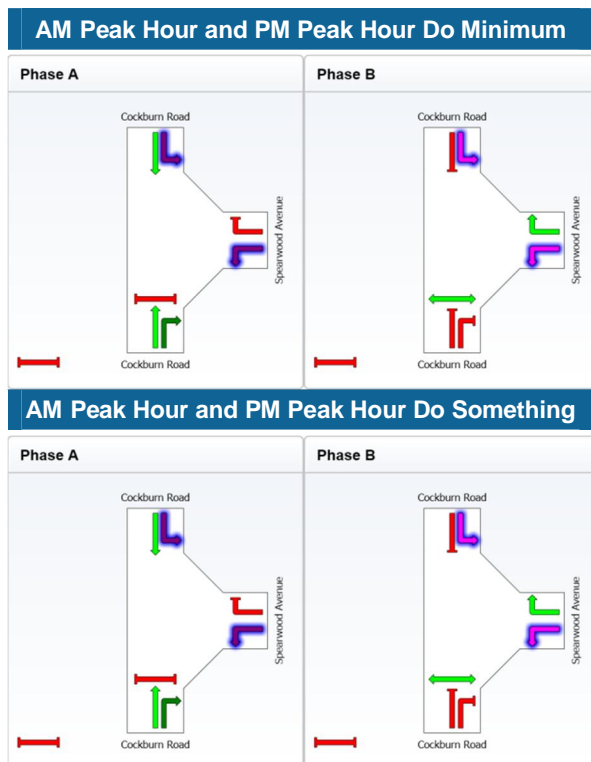 AM Peak Hour and PM Peak Hour Do Minimum
Phase A
Phase B
Cockburn Road
Cockburn Road
Spearwood Avenue
Spearwood Avenue
Cockburn Road
Cockburn Road
AM Peak Hour and PM Peak Hour Do Something
Phase A
Phase B
Cockburn Road
Cockburn Road
Spearwood Avenue
Spearwood Avenue
Cockburn Road
Cockburn Road